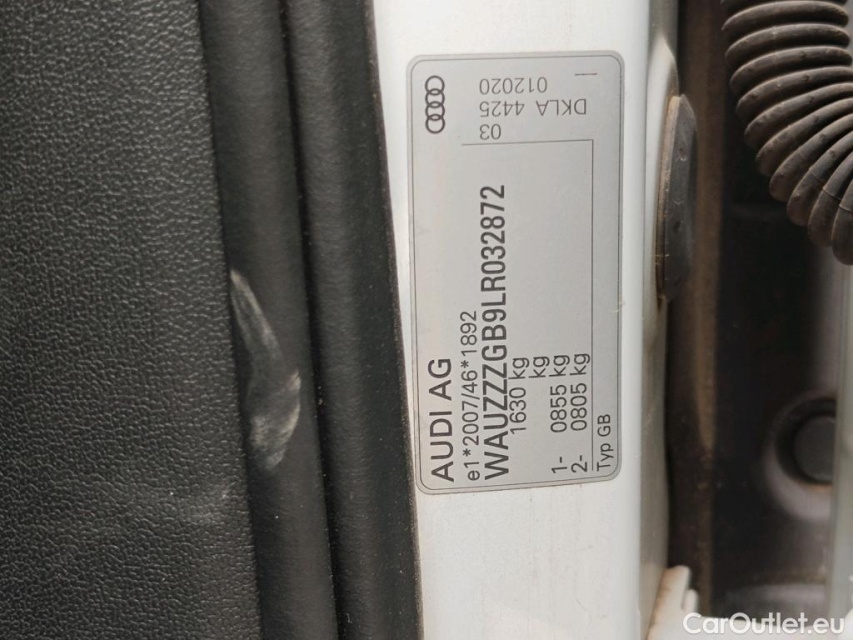 AUDI AG
e1*2007/46*1892
WAUZZZGB9LR032872
1630 kg
kg
1- 0855 kg
2- 0805 kg
Typ GB
03
012020
DKLA 4425
CarOutlet.eu